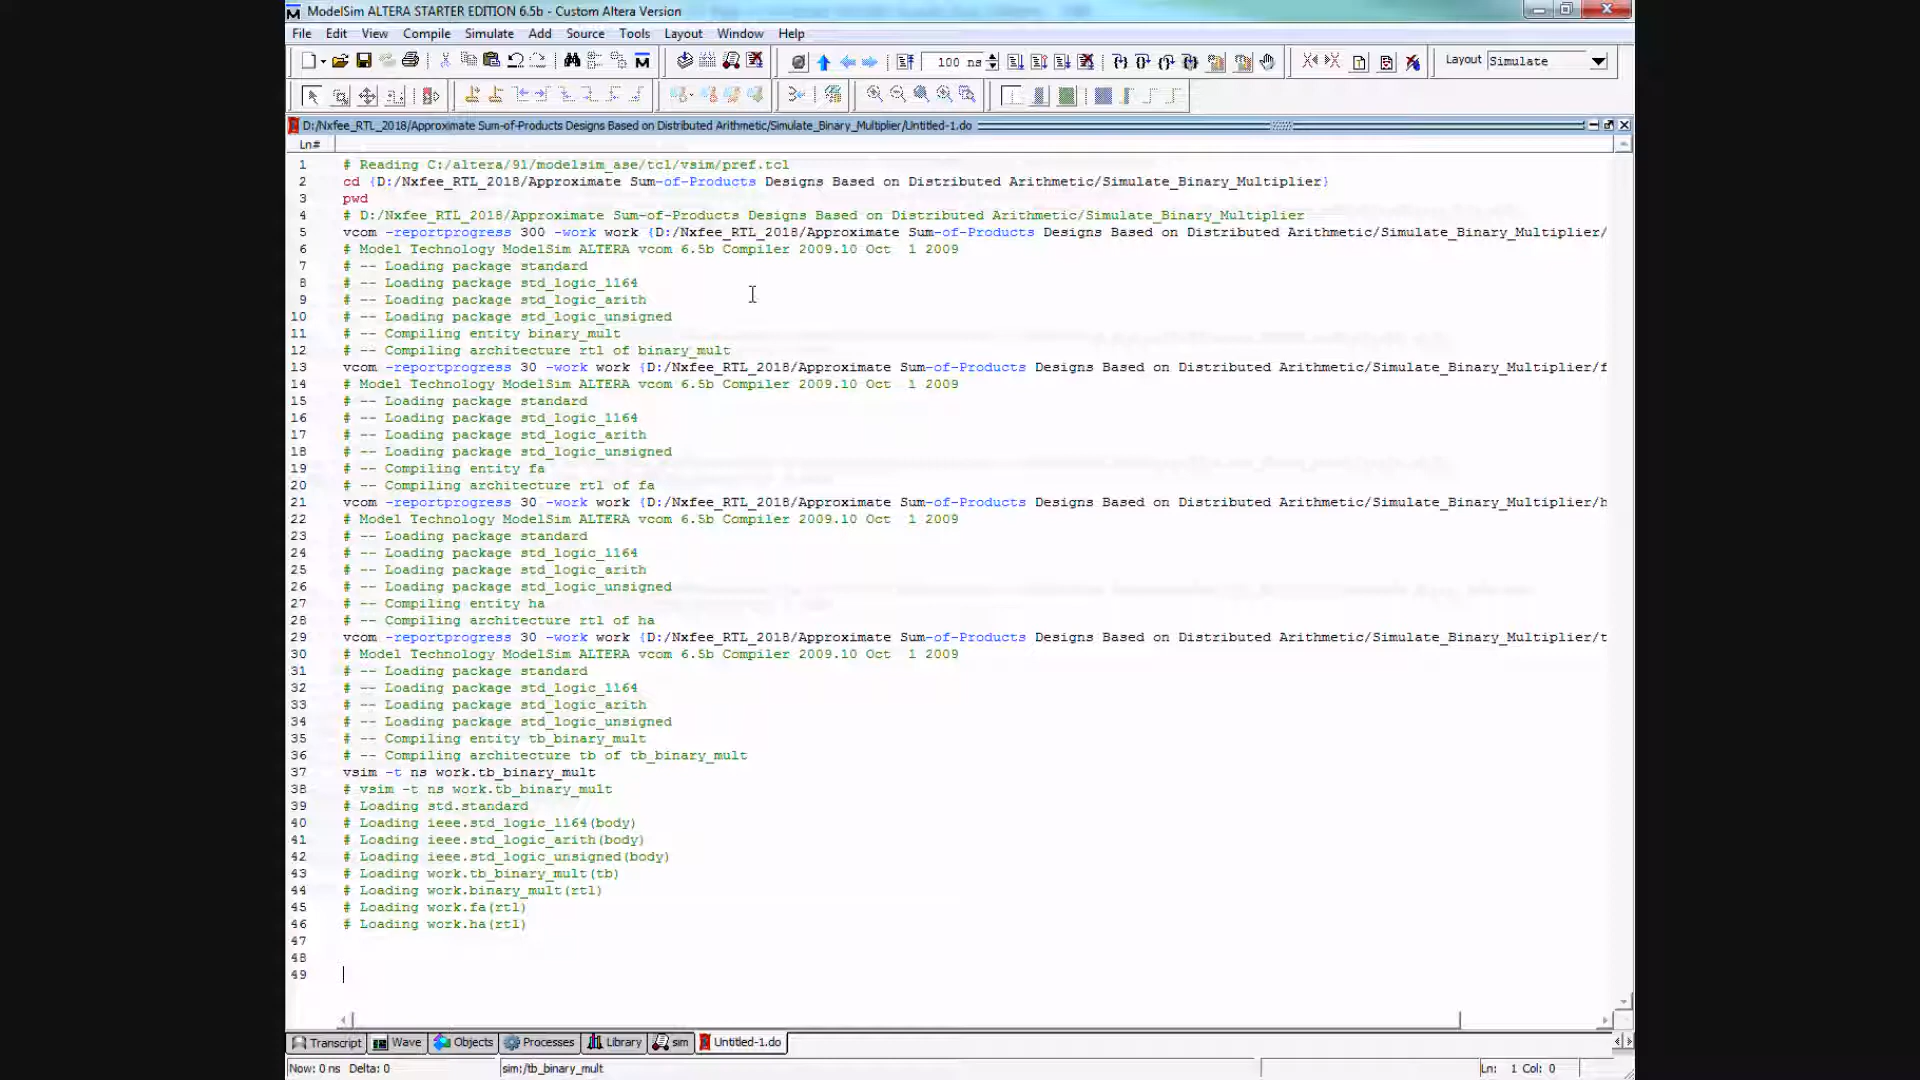 ModelSim ALTERA STARTER EDITION 6.5b - Custom Altera Version
File Edit View Compile Simulate Add Source Tools Layout Window Help
100 ns Layout Simulate
D:/Nxfee_RTL_2018/Approximate Sum-of-Products Designs Based on Distributed Arithmetic/Simulate_Binary_Multiplier/Untitled-1.do
Ln#
1 # Reading C:/altera/91/modelsim_ase/tcl/vsim/pref.tcl
2 cd {D:/Nxfee_RTL_2018/Approximate Sum-of-Products Designs Based on Distributed Arithmetic/Simulate_Binary_Multiplier}
3 pwd
4 # D:/Nxfee_RTL_2018/Approximate Sum-of-Products Designs Based on Distributed Arithmetic/Simulate_Binary_Multiplier
5 vcom -reportprogress 300 -work work {D:/Nxfee_RTL_2018/Approximate Sum-of-Products Designs Based on Distributed Arithmetic/Simulate_Binary_Multiplier/
6 # Model Technology ModelSim ALTERA vcom 6.5b Compiler 2009.10 Oct 1 2009
7 # -- Loading package standard
8 # -- Loading package std_logic_1164
9 # -- Loading package std_logic_arith
10 # -- Loading package std_logic_unsigned
11 # -- Compiling entity binary_mult
12 # -- Compiling architecture rtl of binary_mult
13 vcom -reportprogress 30 -work work {D:/Nxfee_RTL_2018/Approximate Sum-of-Products Designs Based on Distributed Arithmetic/Simulate_Binary_Multiplier/f
14 # Model Technology ModelSim ALTERA vcom 6.5b Compiler 2009.10 Oct 1 2009
15 # -- Loading package standard
16 # -- Loading package std_logic_1164
17 # -- Loading package std_logic_arith
18 # -- Loading package std_logic_unsigned
19 # -- Compiling entity fa
20 # -- Compiling architecture rtl of fa
21 vcom -reportprogress 30 -work work {D:/Nxfee_RTL_2018/Approximate Sum-of-Products Designs Based on Distributed Arithmetic/Simulate_Binary_Multiplier/h
22 # Model Technology ModelSim ALTERA vcom 6.5b Compiler 2009.10 Oct 1 2009
23 # -- Loading package standard
24 # -- Loading package std_logic_1164
25 # -- Loading package std_logic_arith
26 # -- Loading package std_logic_unsigned
27 # -- Compiling entity ha
28 # -- Compiling architecture rtl of ha
29 vcom -reportprogress 30 -work work {D:/Nxfee_RTL_2018/Approximate Sum-of-Products Designs Based on Distributed Arithmetic/Simulate_Binary_Multiplier/t
30 # Model Technology ModelSim ALTERA vcom 6.5b Compiler 2009.10 Oct 1 2009
31 # -- Loading package standard
32 # -- Loading package std_logic_1164
33 # -- Loading package std_logic_arith
34 # -- Loading package std_logic_unsigned
35 # -- Compiling entity tb_binary_mult
36 # -- Compiling architecture tb of tb_binary_mult
37 vsim -t ns work.tb_binary_mult
38 # vsim -t ns work.tb_binary_mult
39 # Loading std.standard
40 # Loading ieee.std_logic_1164(body)
41 # Loading ieee.std_logic_arith(body)
42 # Loading ieee.std_logic_unsigned(body)
43 # Loading work.tb_binary_mult(tb)
44 # Loading work.binary_mult(rtl)
45 # Loading work.fa(rtl)
46 # Loading work.ha(rtl)
47
48
49
Transcript Wave Objects Processes Library sim Untitled-1.do
Now: 0 ns Delta: 0 sim:/tb_binary_mult Ln: 1 Col: 0